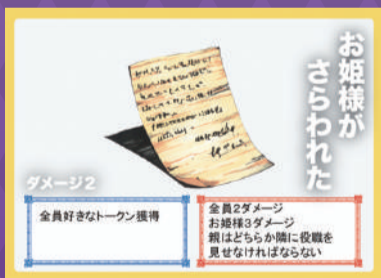 お姫様が
さらわれた
ダメージ2
全員好きなトークン獲得
全員2ダメージ
お姫様3ダメージ
親はどちらか隣に役職を
見せなければならない